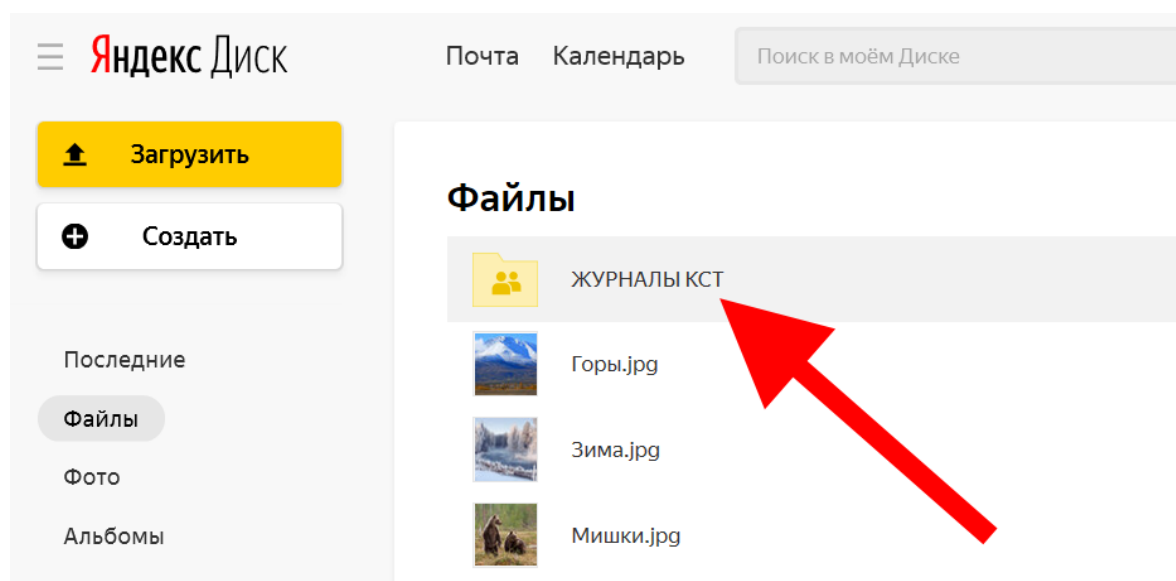 Яндекс Диск
Почта Календарь Поиск в моём Диске
Загрузить
Создать
Последние
Файлы
Фото
Альбомы
Файлы
ЖУРНАЛЫ КСТ
Горы.jpg
Зима.jpg
Мишки.jpg